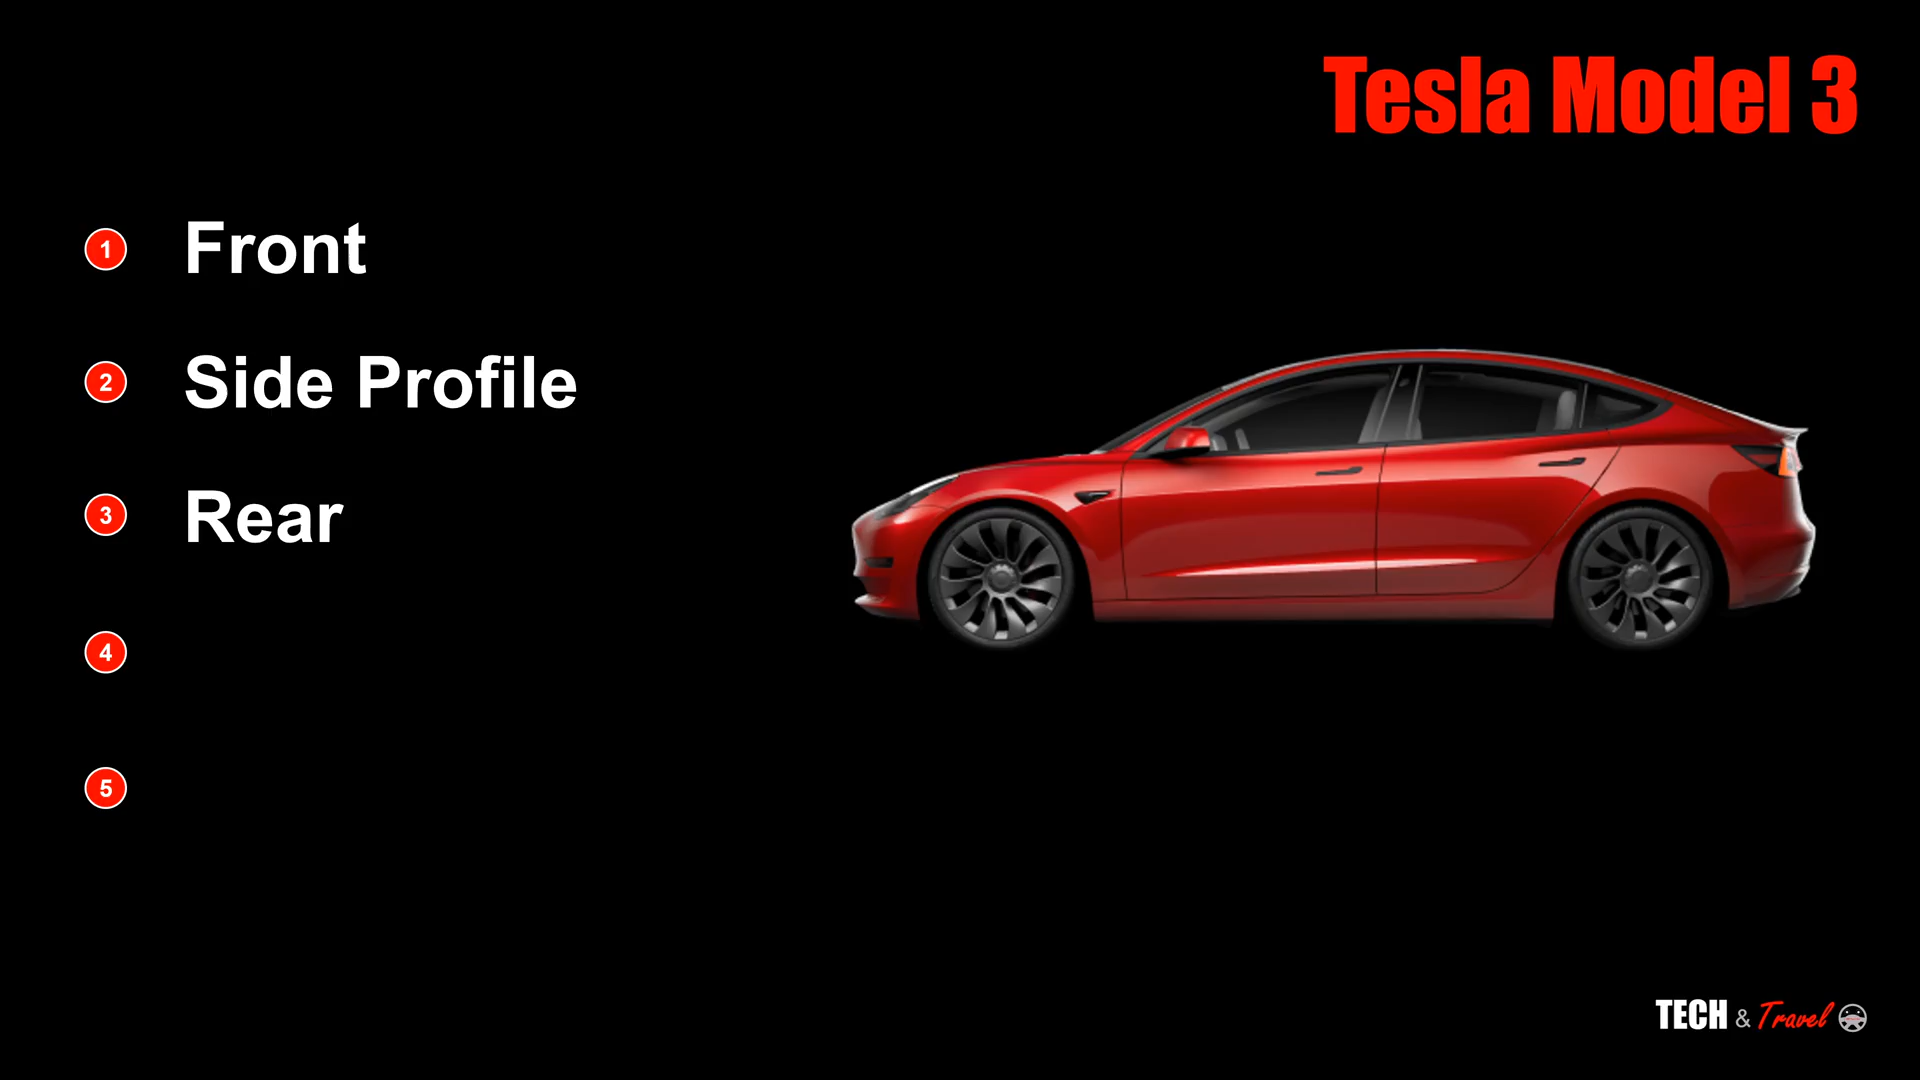 Tesla Model 3
1 Front
2 Side Profile
3 Rear
4
5
TECH & Travel